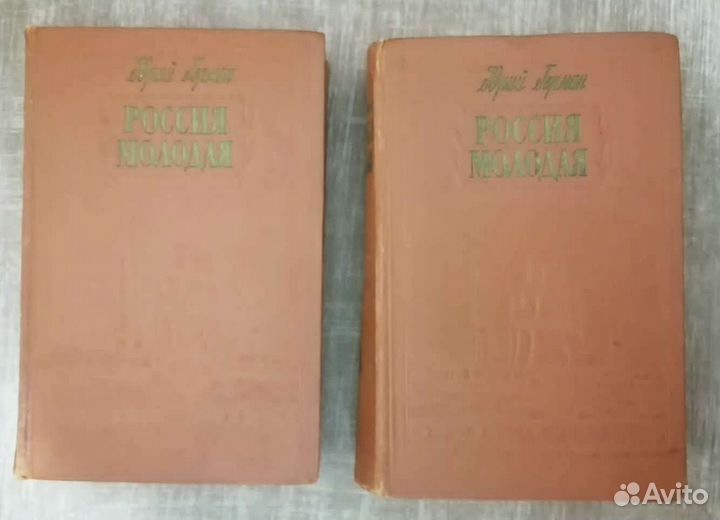 Юрий Герман
РОССИЯ
МОЛОДАЯ
Юрий Герман
РОССИЯ
МОЛОДАЯ
Avito